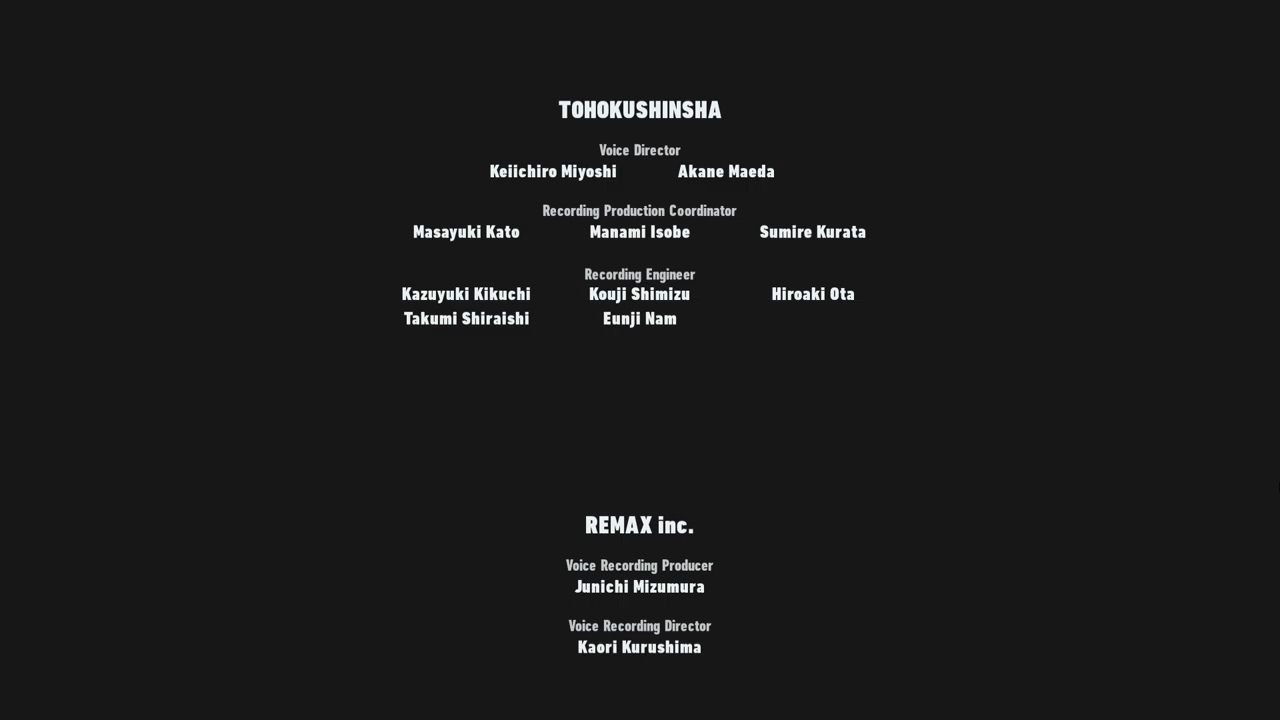 TOHOKUSHINSHA
Voice Director
Keiichiro Miyoshi Akane Maeda
Recording Production Coordinator
Masayuki Kato Manami Isobe Sumire Kurata
Recording Engineer
Kazuyuki Kikuchi Kouji Shimizu Hiroaki Ota
Takumi Shiraishi Eunji Nam
REMAX inc.
Voice Recording Producer
Junichi Mizumura
Voice Recording Director
Kaori Kurushima